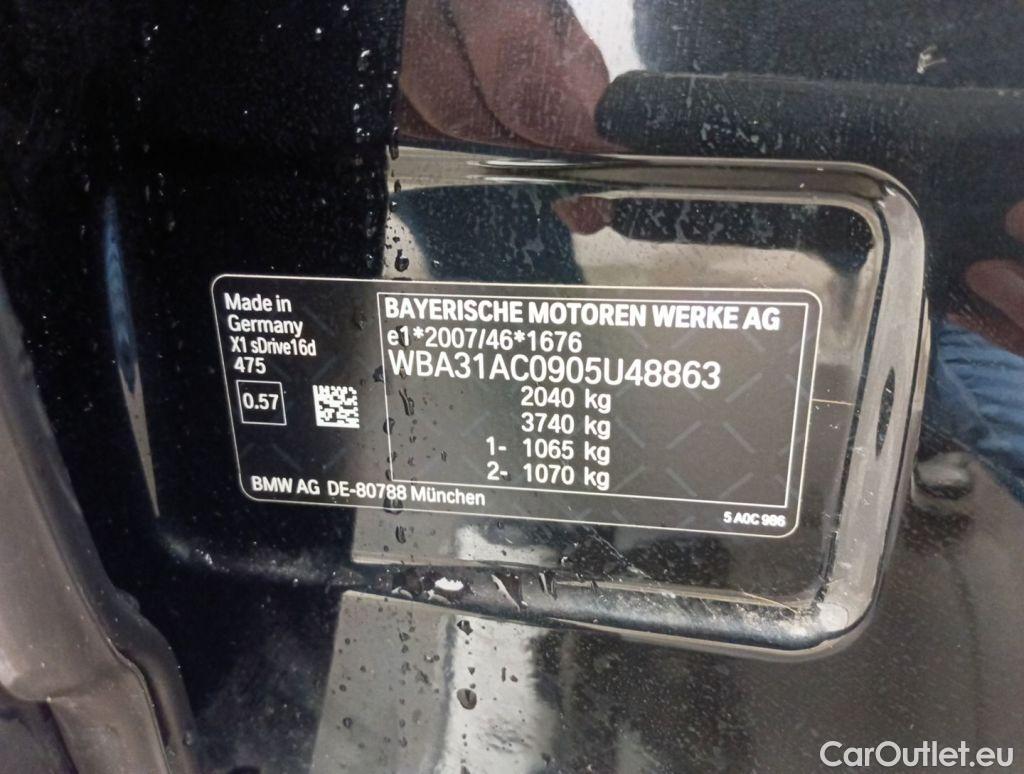 Made in
Germany
X1 sDrive16d
475
0.57
BAYERISCHE MOTOREN WERKE AG
e1*2007/46*1676
WBA31AC0905U48863
2040 kg
3740 kg
1- 1065 kg
2- 1070 kg
BMW AG DE-80788 München
5 A0C 986
CarOutlet.eu